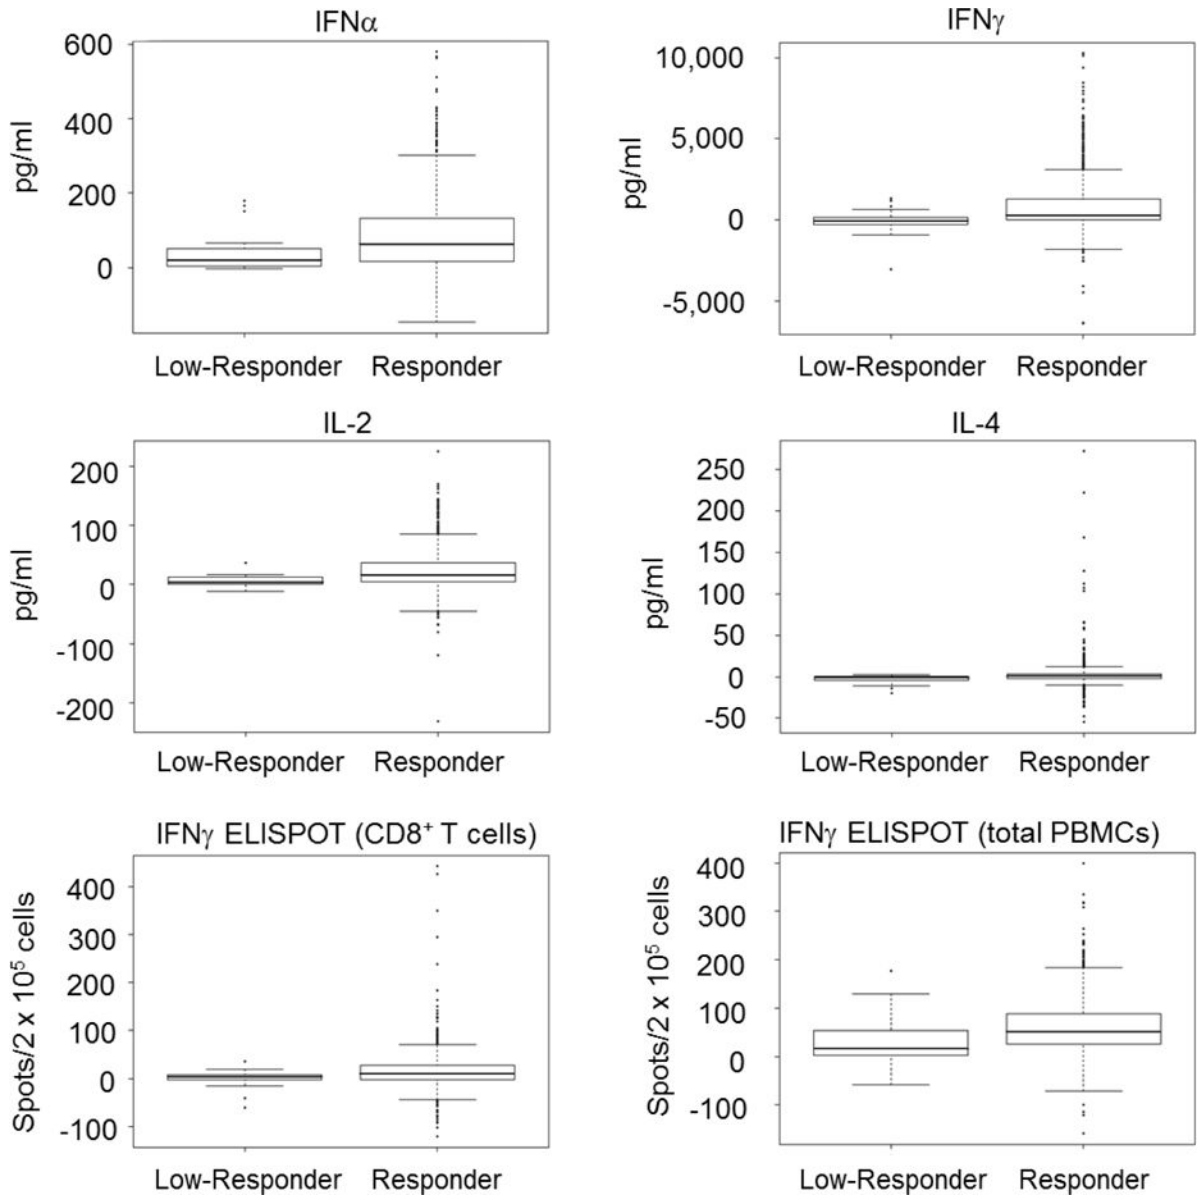 IFNα
pg/ml
600
400
200
0
Low-Responder Responder
IFNγ
pg/ml
10,000
5,000
0
-5,000
Low-Responder Responder
IL-2
pg/ml
200
100
0
-100
-200
Low-Responder Responder
IL-4
pg/ml
250
200
150
100
50
0
-50
Low-Responder Responder
IFNγ ELISPOT (CD8⁺ T cells)
Spots/2 x 10⁵ cells
400
300
200
100
0
-100
Low-Responder Responder
IFNγ ELISPOT (total PBMCs)
Spots/2 x 10⁵ cells
400
300
200
100
0
-100
Low-Responder Responder